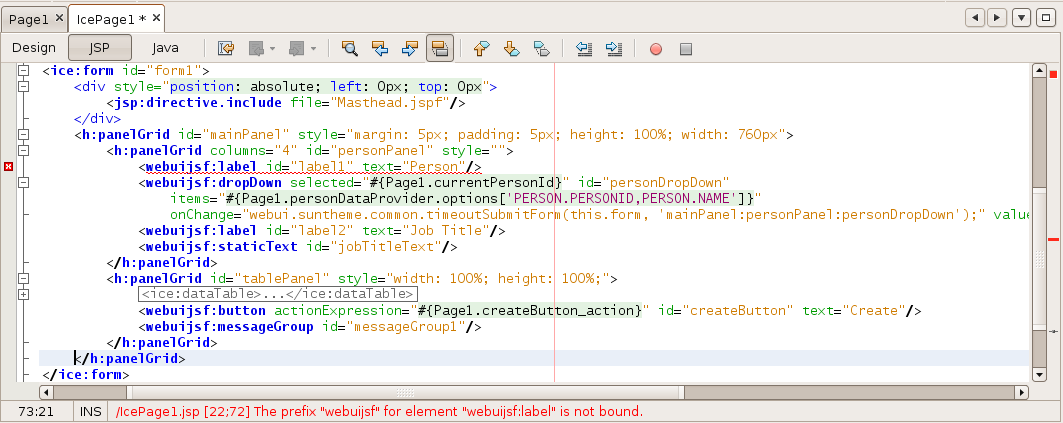 Page1 IcePage1 *
Design JSP Java
<ice:form id="form1">
<div style="position: absolute; left: 0px; top: 0px">
<jsp:directive.include file="Masthead.jspf"/>
</div>
<h:panelGrid id="mainPanel" style="margin: 5px; padding: 5px; height: 100%; width: 760px">
<h:panelGrid columns="4" id="personPanel" style="">
<webuijsf:label id="label1" text="Person"/>
<webuijsf:dropDown selected="#{Page1.currentPersonId}" id="personDropDown"
items="#{Page1.personDataProvider.options['PERSON.PERSONID,PERSON.NAME']}"
onChange="webui.suntheme.common.timeoutSubmitForm(this.form, 'mainPanel:personPanel:personDropDown');" value
<webuijsf:label id="label2" text="Job Title"/>
<webuijsf:staticText id="jobTitleText"/>
</h:panelGrid>
<h:panelGrid id="tablePanel" style="width: 100%; height: 100%;">
<ice:dataTable>...</ice:dataTable>
<webuijsf:button actionExpression="#{Page1.createButton_action}" id="createButton" text="Create"/>
<webuijsf:messageGroup id="messageGroup1"/>
</h:panelGrid>
</h:panelGrid>
</ice:form>
73:21 INS /IcePage1.jsp [22;72] The prefix "webuijsf" for element "webuijsf:label" is not bound.